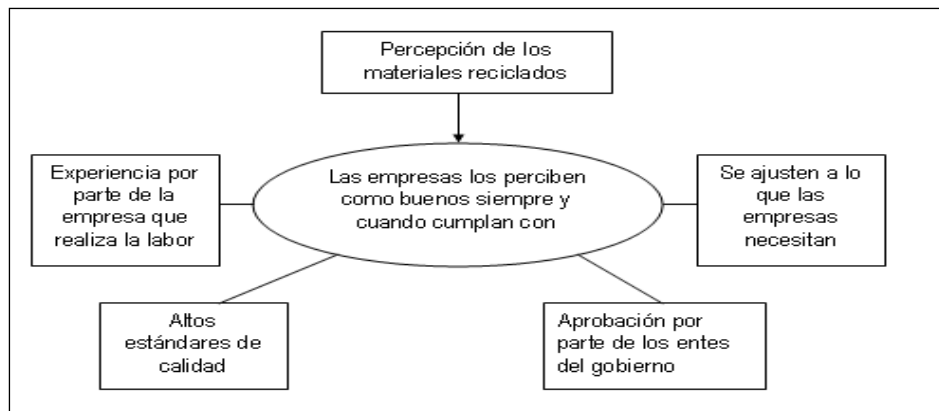 Percepción de los
materiales reciclados
Las empresas los perciben
como buenos siempre y
cuando cumplan con
Experiencia por
parte de la
empresa que
realiza la labor
Se ajusten a lo
que las
empresas
necesitan
Altos
estándares de
calidad
Aprobación por
parte de los entes
del gobierno